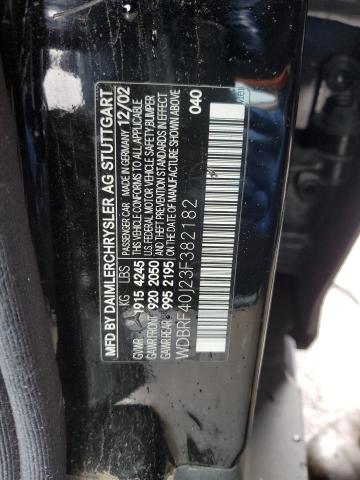 MFD BY
DAIMLERCHRYSLER AG STUTTGART
KG LBS PASSENGER CAR MADE IN GERMANY 12/02
GVWR 1915 4245 THIS VEHICLE CONFORMS TO ALL APPLICABLE
GAWR FRONT 920 2050 U.S. FEDERAL MOTOR VEHICLE SAFETY, BUMPER
GAWR REAR 995 2195 AND THEFT PREVENTION STANDARDS IN EFFECT
ON THE DATE OF MANUFACTURE SHOWN ABOVE
WDBRF40J23F382182 040